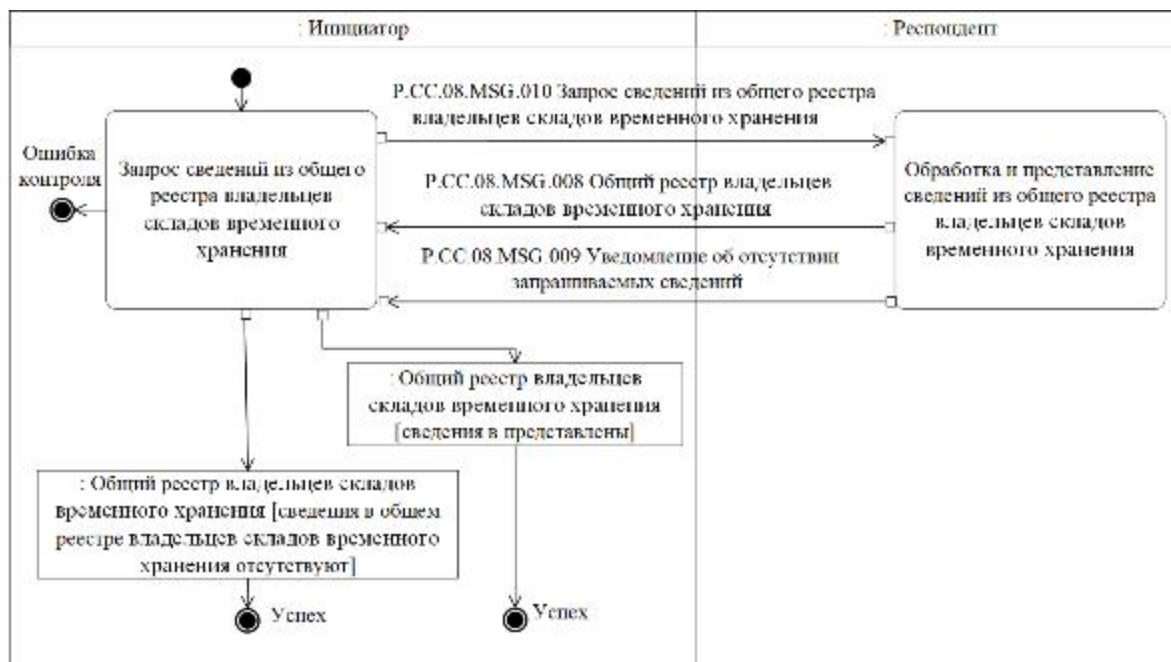 : Инициатор
: Респондент
P.CC.08.MSG.010 Запрос сведений из общего реестра
владельцев складов временного хранения
Ошибка
контроля
Запрос сведений из общего
реестра владельцев
складов временного
хранения
P.CC.08.MSG.008 Общий реестр владельцев
складов временного хранения
P.CC.08.MSG.009 Уведомление об отсутствии
запрашиваемых сведений
Обработка и представление
сведений из общего реестра
владельцев складов
временного хранения
: Общий реестр владельцев
складов временного хранения
[сведения в представлены]
: Общий реестр владельцев складов
временного хранения [сведения в общем
реестре владельцев складов временного
хранения отсутствуют]
Успех
Успех